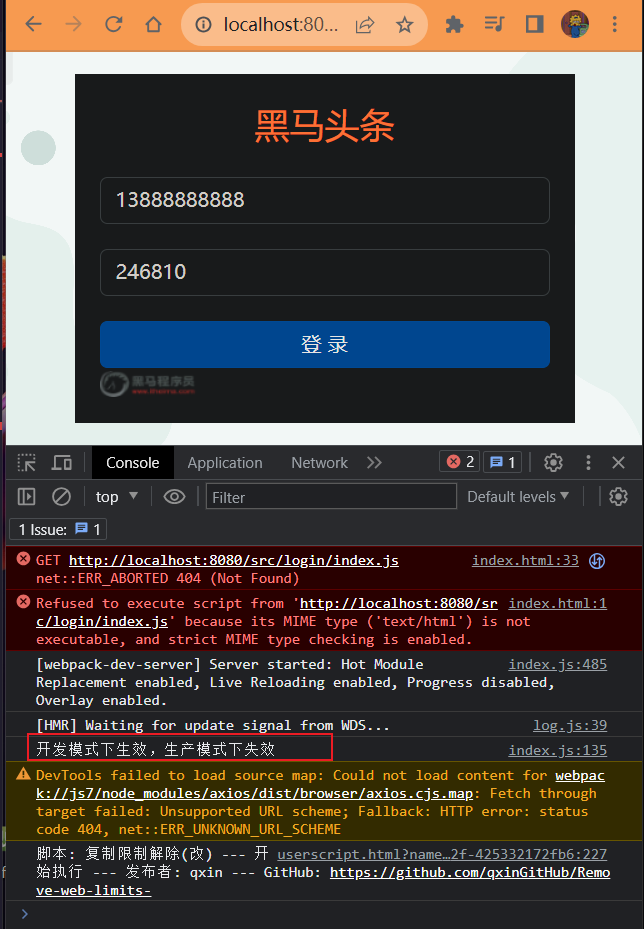 localhost:80...
黑马头条
13888888888
246810
登 录
黑马程序员
www.itheima.com
Console Application Network 2 1
top Filter Default levels
1 Issue: 1
GET http://localhost:8080/src/login/index.js index.html:33
net::ERR_ABORTED 404 (Not Found)
Refused to execute script from 'http://localhost:8080/sr index.html:1
c/login/index.js' because its MIME type ('text/html') is not
executable, and strict MIME type checking is enabled.
[webpack-dev-server] Server started: Hot Module index.js:485
Replacement enabled, Live Reloading enabled, Progress disabled,
Overlay enabled.
[HMR] Waiting for update signal from WDS... log.js:39
开发模式下生效，生产模式下失效 index.js:135
DevTools failed to load source map: Could not load content for webpac
k://js7/node_modules/axios/dist/browser/axios.cjs.map: Fetch through
target failed: Unsupported URL scheme; Fallback: HTTP error: status
code 404, net::ERR_UNKNOWN_URL_SCHEME
脚本: 复制限制解除(改) --- 开 userscript.html?name…2f-425332172fb6:227
始执行 --- 发布者: qxin --- GitHub: https://github.com/qxinGitHub/Remo
ve-web-limits-